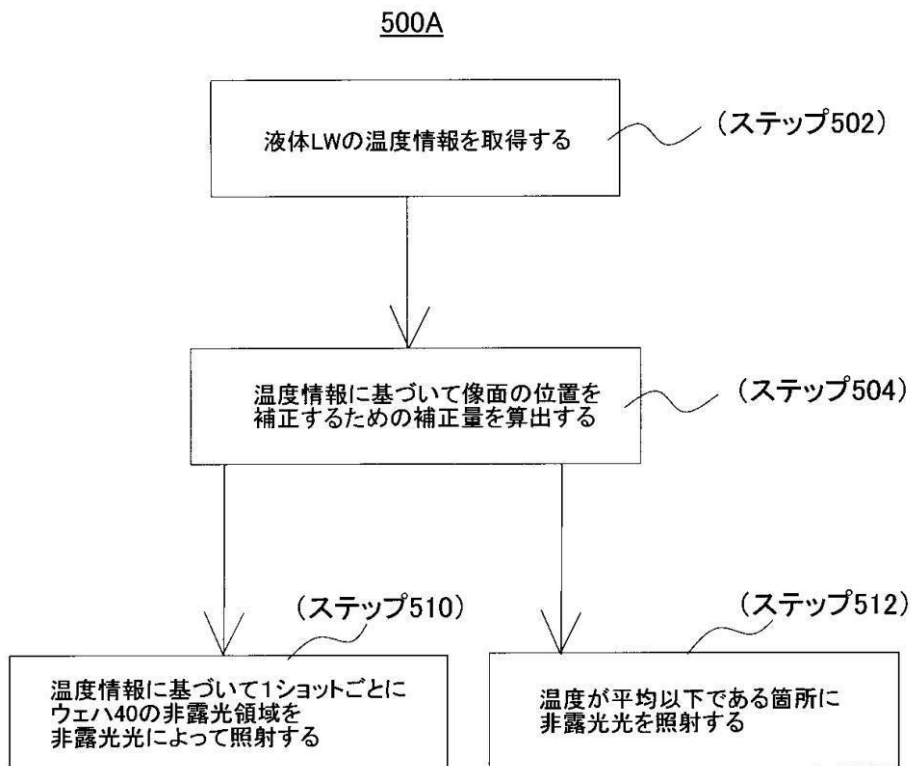 500A
液体LWの温度情報を取得する
(ステップ502)
温度情報に基づいて像面の位置を
補正するための補正量を算出する
(ステップ504)
(ステップ510)
温度情報に基づいて1ショットごとに
ウェハ40の非露光領域を
非露光光によって照射する
(ステップ512)
温度が平均以下である箇所に
非露光光を照射する